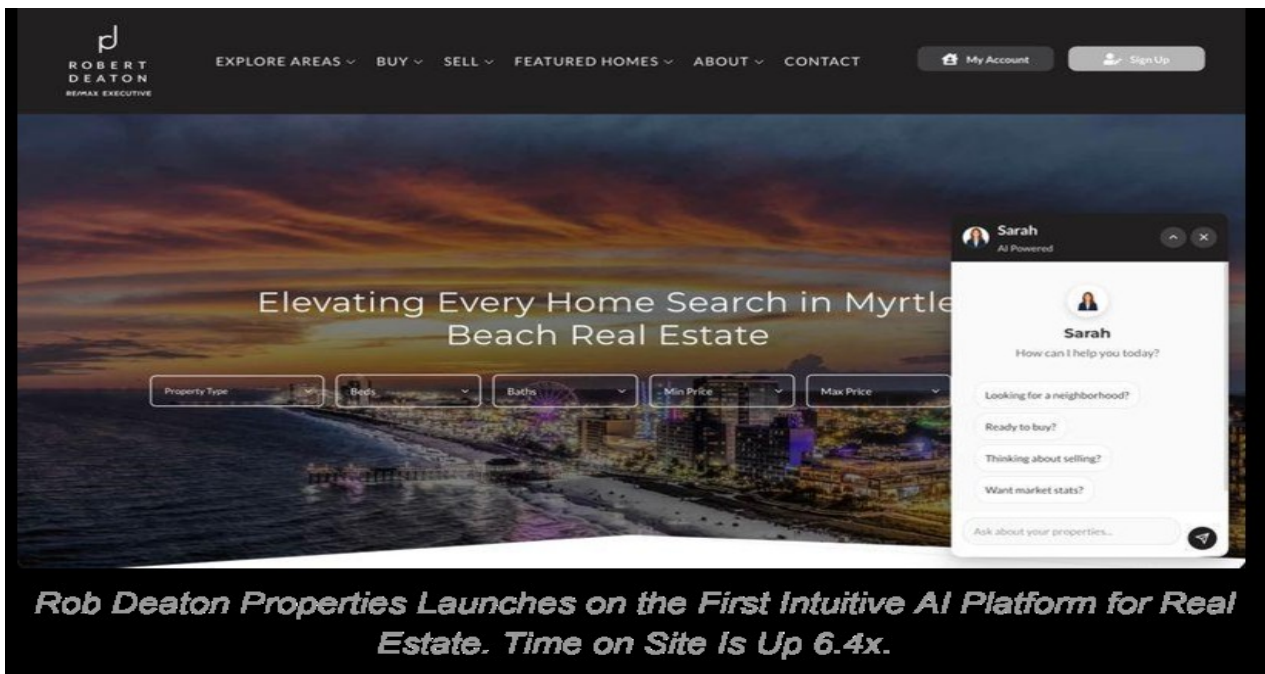 rd
ROBERT
DEATON
RE/MAX EXECUTIVE
EXPLORE AREAS
BUY
SELL
FEATURED HOMES
ABOUT
CONTACT
My Account
Sign Up
Elevating Every Home Search in Myrtle
Beach Real Estate
Property Type
Beds
Baths
Min Price
Max Price
Sarah
AI Powered
Sarah
How can I help you today?
Looking for a neighborhood?
Ready to buy?
Thinking about selling?
Want market stats?
Ask about your properties...
Rob Deaton Properties Launches on the First Intuitive AI Platform for Real
Estate. Time on Site Is Up 6.4x.